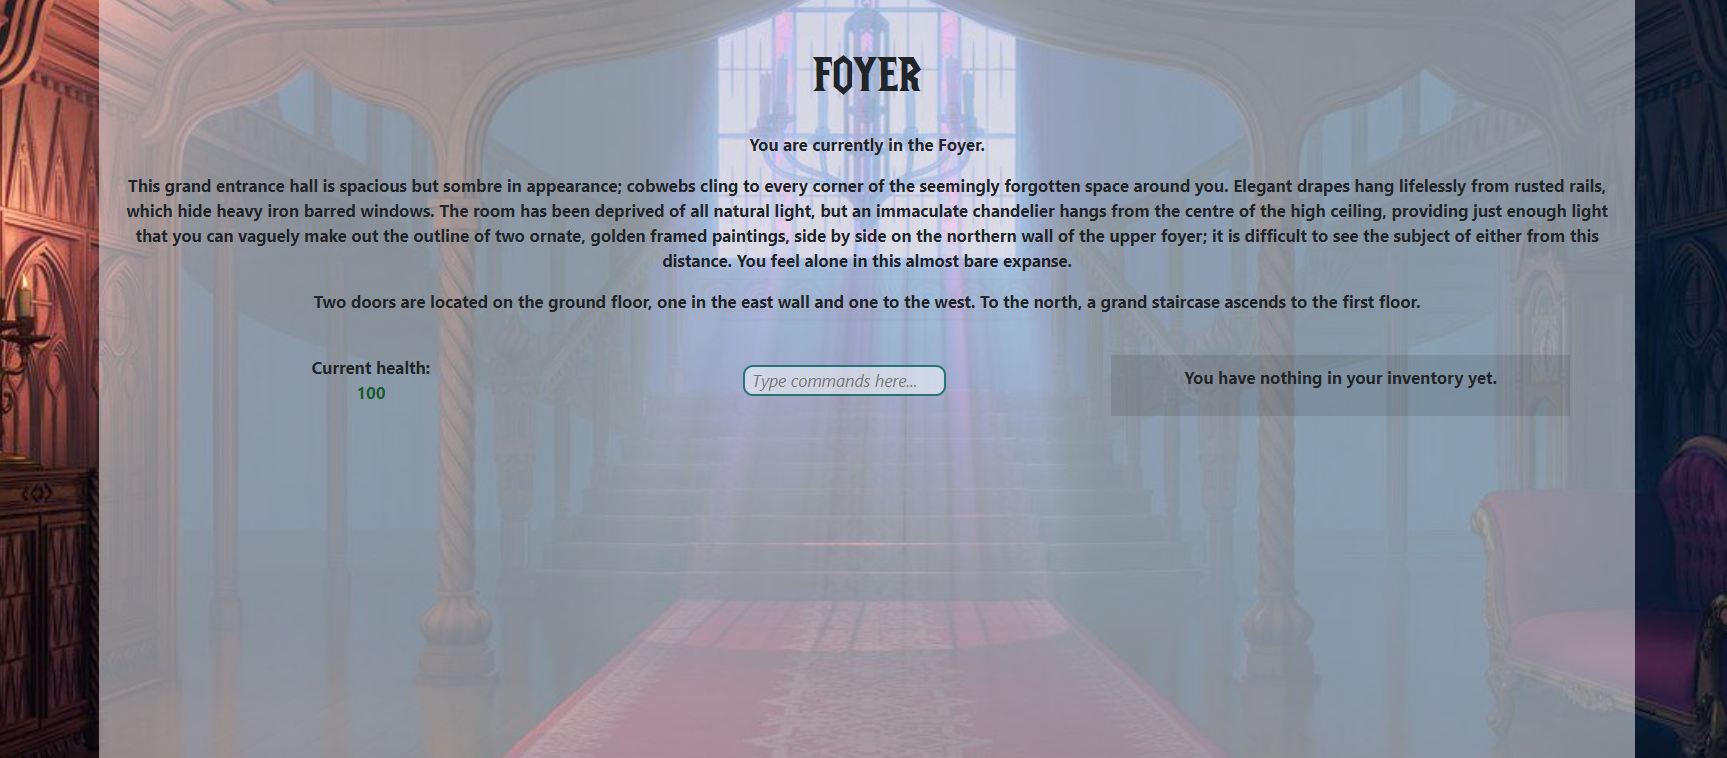 FOYER
You are currently in the Foyer.
This grand entrance hall is spacious but sombre in appearance; cobwebs cling to every corner of the seemingly forgotten space around you. Elegant drapes hang lifelessly from rusted rails,
which hide heavy iron barred windows. The room has been deprived of all natural light, but an immaculate chandelier hangs from the centre of the high ceiling, providing just enough light
that you can vaguely make out the outline of two ornate, golden framed paintings, side by side on the northern wall of the upper foyer; it is difficult to see the subject of either from this
distance. You feel alone in this almost bare expanse.
Two doors are located on the ground floor, one in the east wall and one to the west. To the north, a grand staircase ascends to the first floor.
Current health:
100
Type commands here...
You have nothing in your inventory yet.